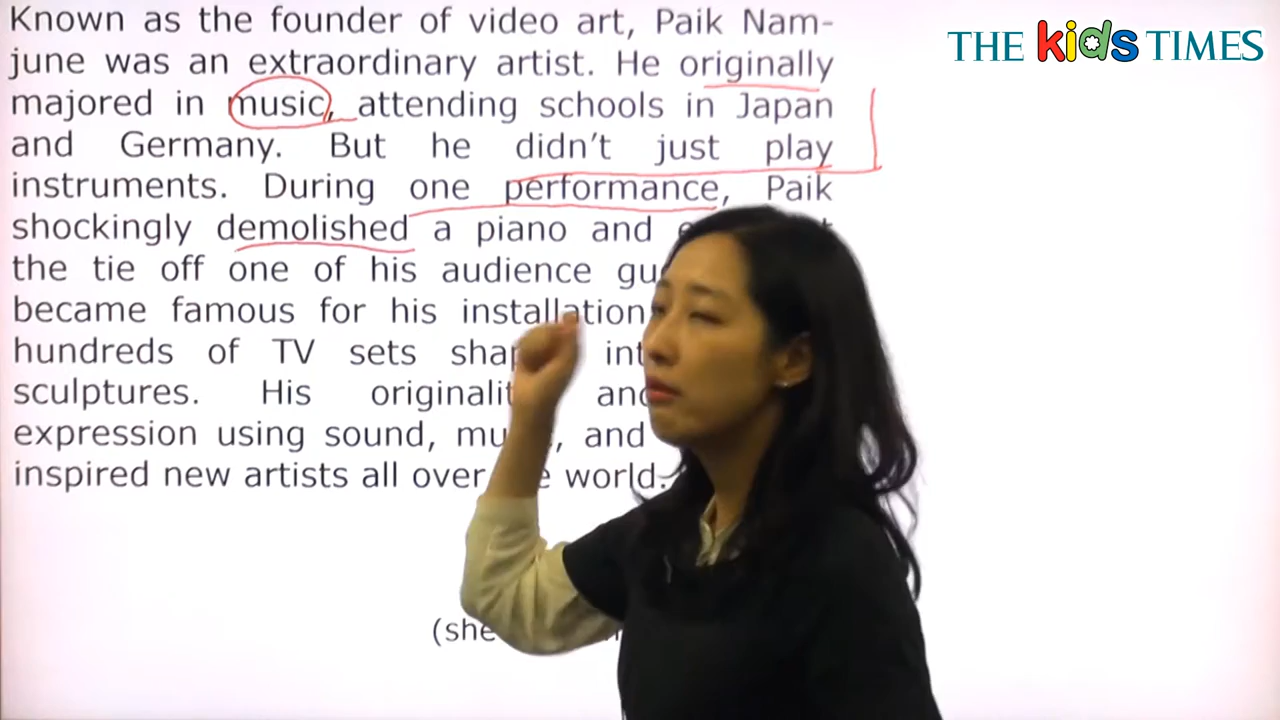 Known as the founder of video art, Paik Nam-
june was an extraordinary artist. He originally
majored in music, attending schools in Japan
and Germany. But he didn't just play
instruments. During one performance, Paik
shockingly demolished a piano and
the tie off one of his audience
became famous for his
hundreds of TV sets
sculptures. His
expression using sound, and
inspired new artists all over world.
(she
THE kids TIMES